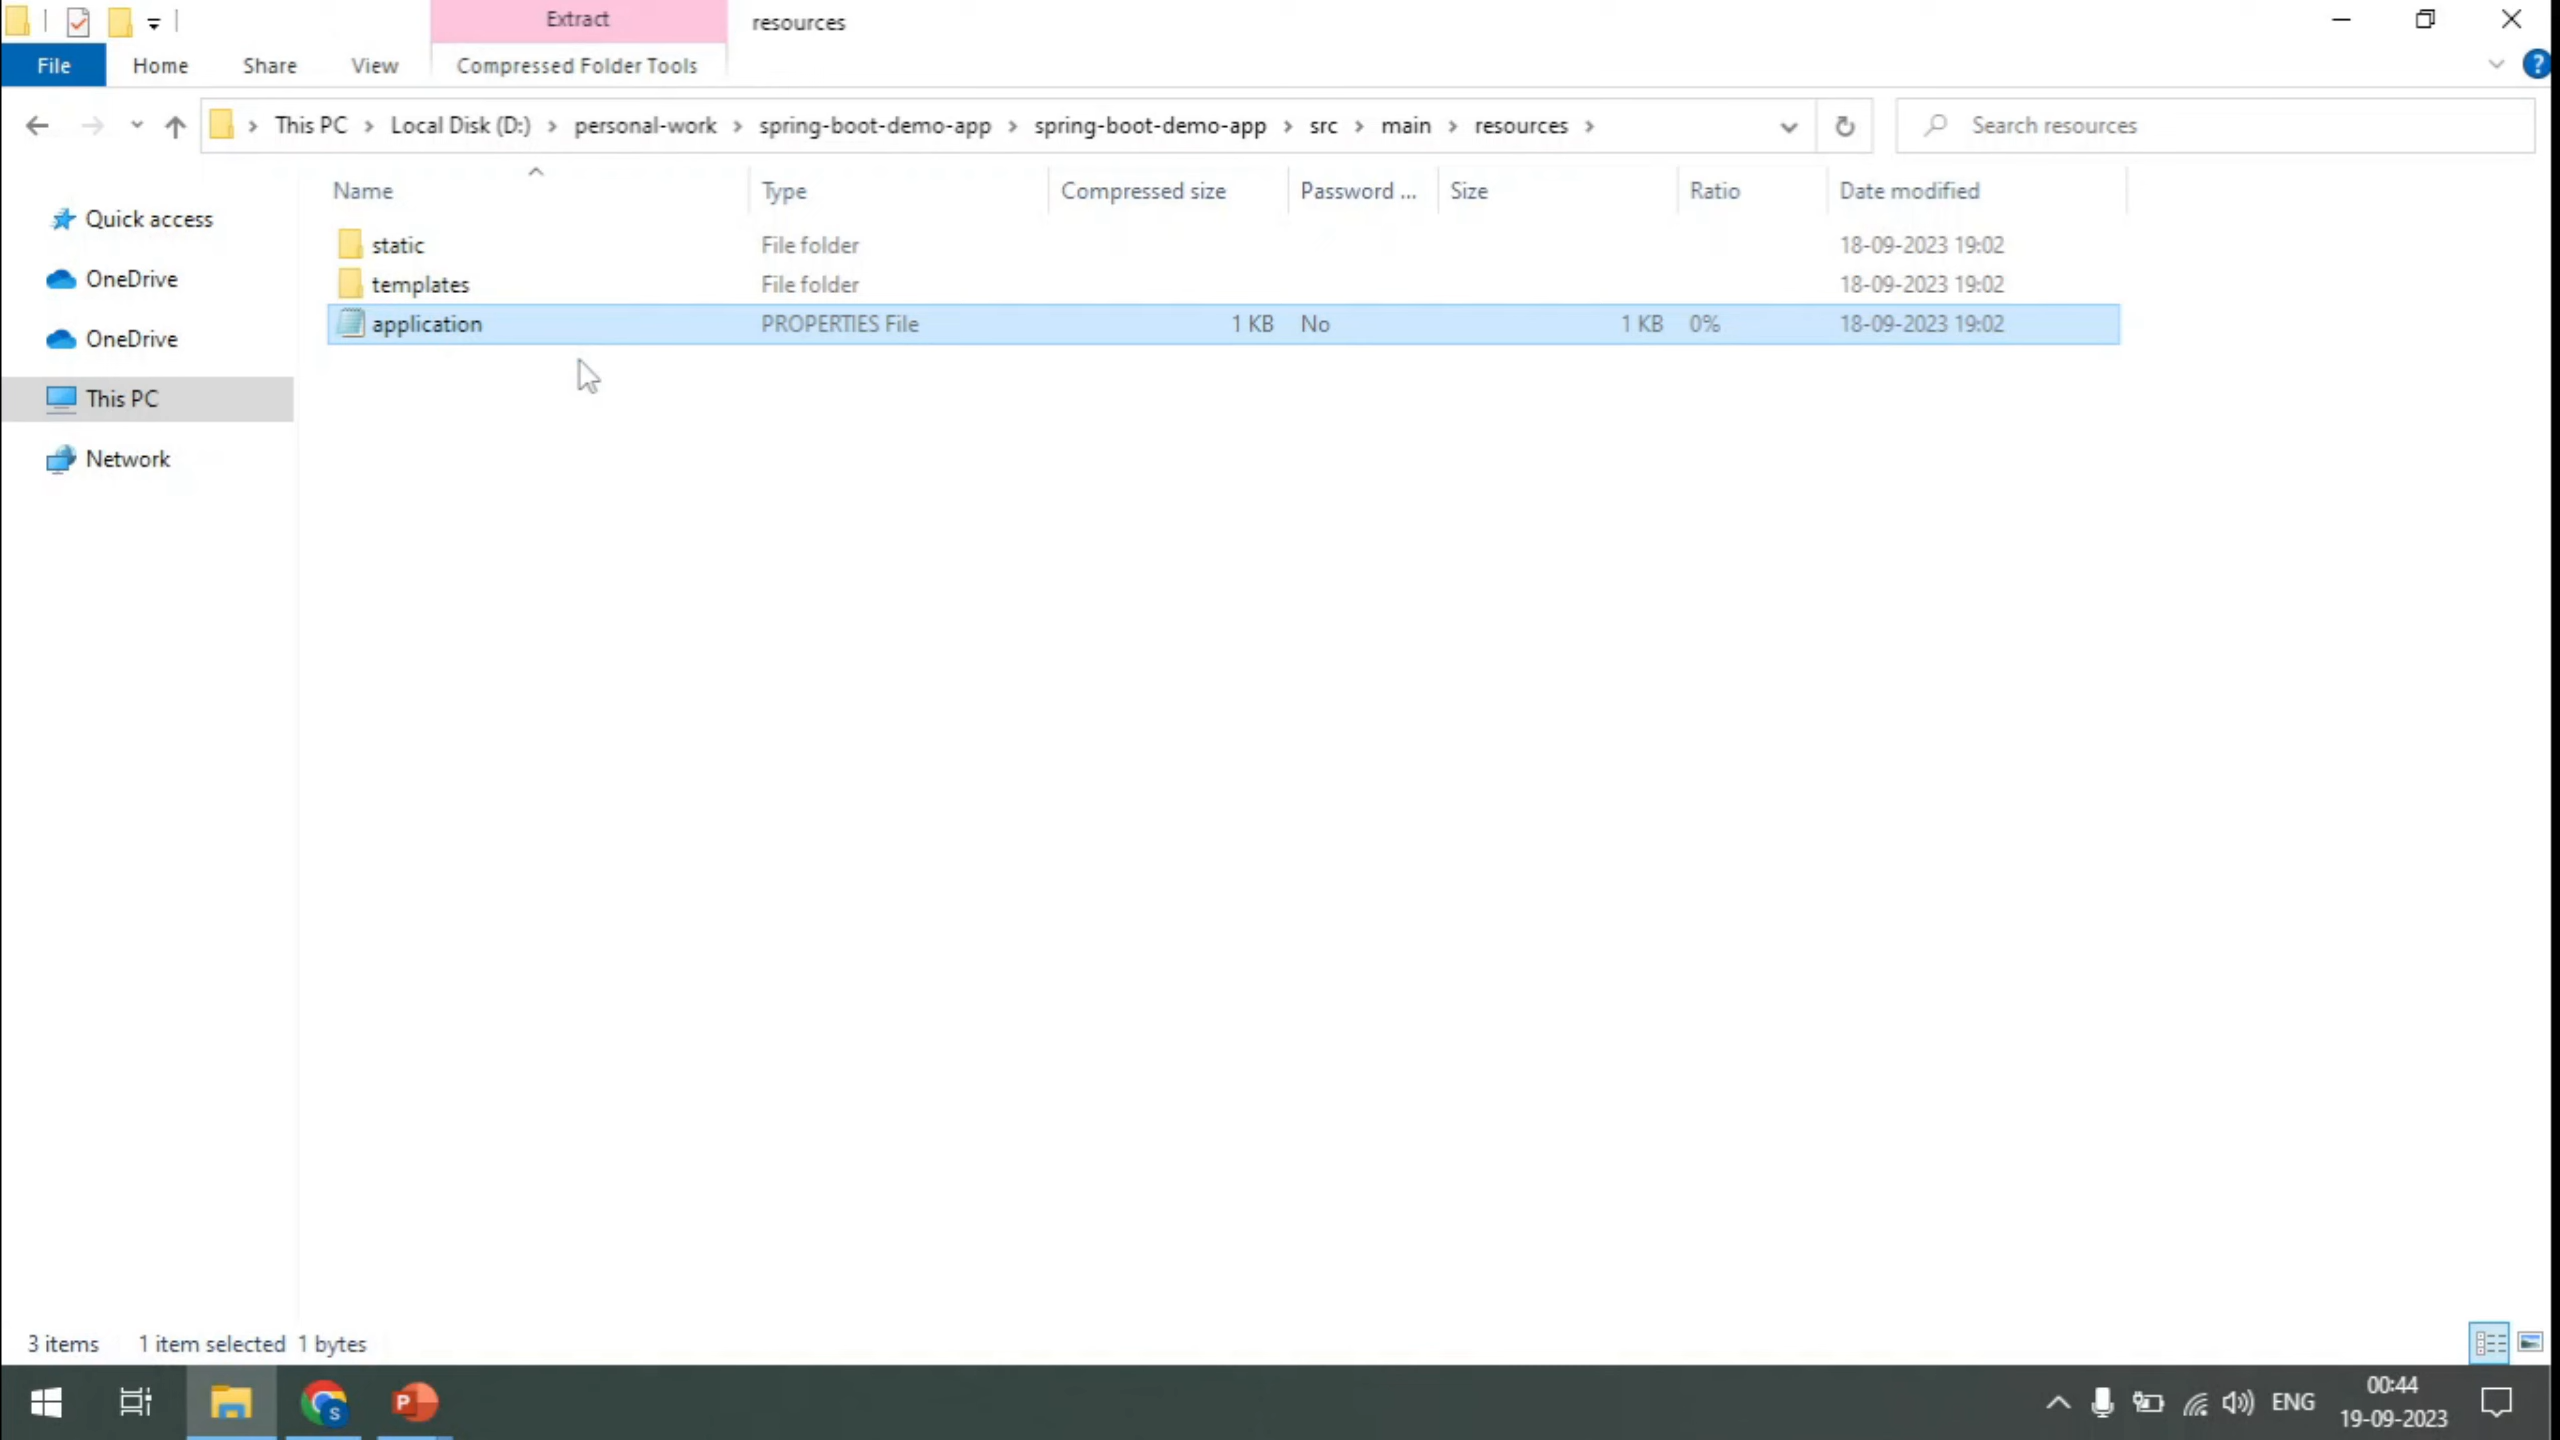 Extract
resources
File Home Share View Compressed Folder Tools
?
This PC Local Disk (D:) personal-work spring-boot-demo-app spring-boot-demo-app src main resources
Search resources
Name Type Compressed size Password ... Size Ratio Date modified
Quick access
OneDrive
OneDrive
This PC
Network
static File folder 18-09-2023 19:02
templates File folder 18-09-2023 19:02
application PROPERTIES File 1 KB No 1 KB 0% 18-09-2023 19:02
3 items 1 item selected 1 bytes
S
P
ENG
00:44
19-09-2023